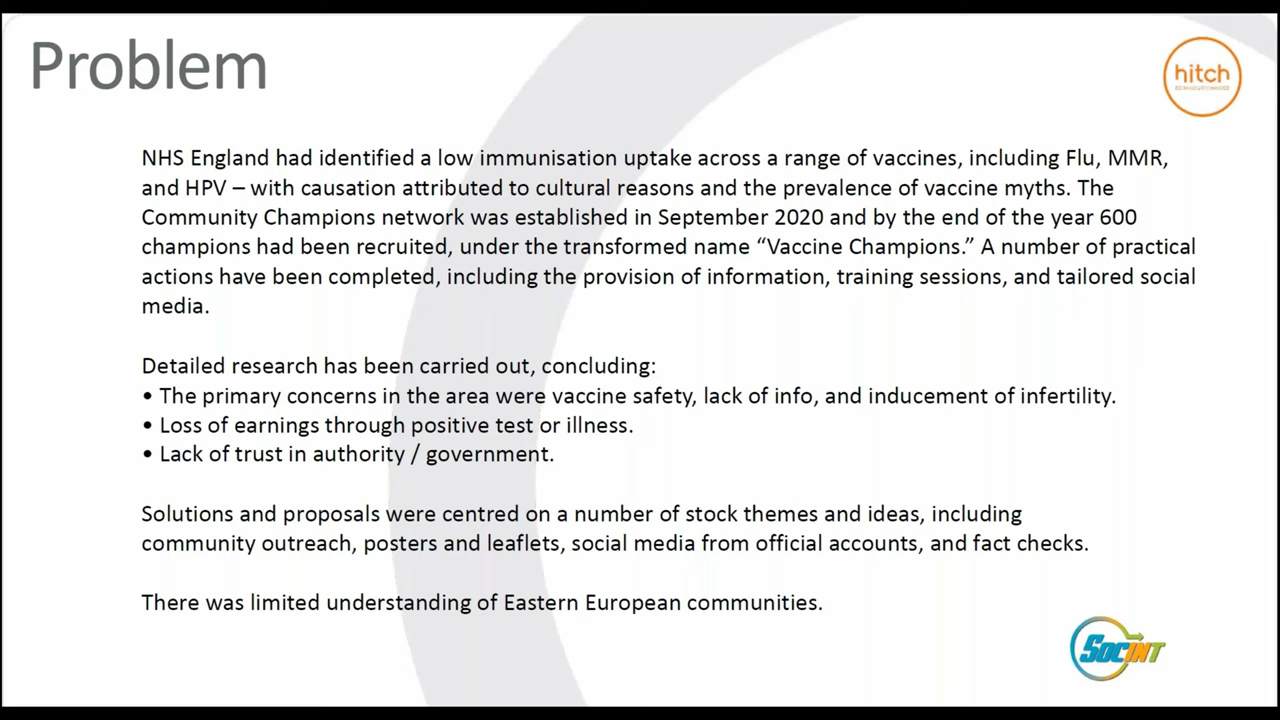 Problem
hitch
NHS England had identified a low immunisation uptake across a range of vaccines, including Flu, MMR,
and HPV – with causation attributed to cultural reasons and the prevalence of vaccine myths. The
Community Champions network was established in September 2020 and by the end of the year 600
champions had been recruited, under the transformed name “Vaccine Champions.” A number of practical
actions have been completed, including the provision of information, training sessions, and tailored social
media.
Detailed research has been carried out, concluding:
• The primary concerns in the area were vaccine safety, lack of info, and inducement of infertility.
• Loss of earnings through positive test or illness.
• Lack of trust in authority / government.
Solutions and proposals were centred on a number of stock themes and ideas, including
community outreach, posters and leaflets, social media from official accounts, and fact checks.
There was limited understanding of Eastern European communities.
SOCINT